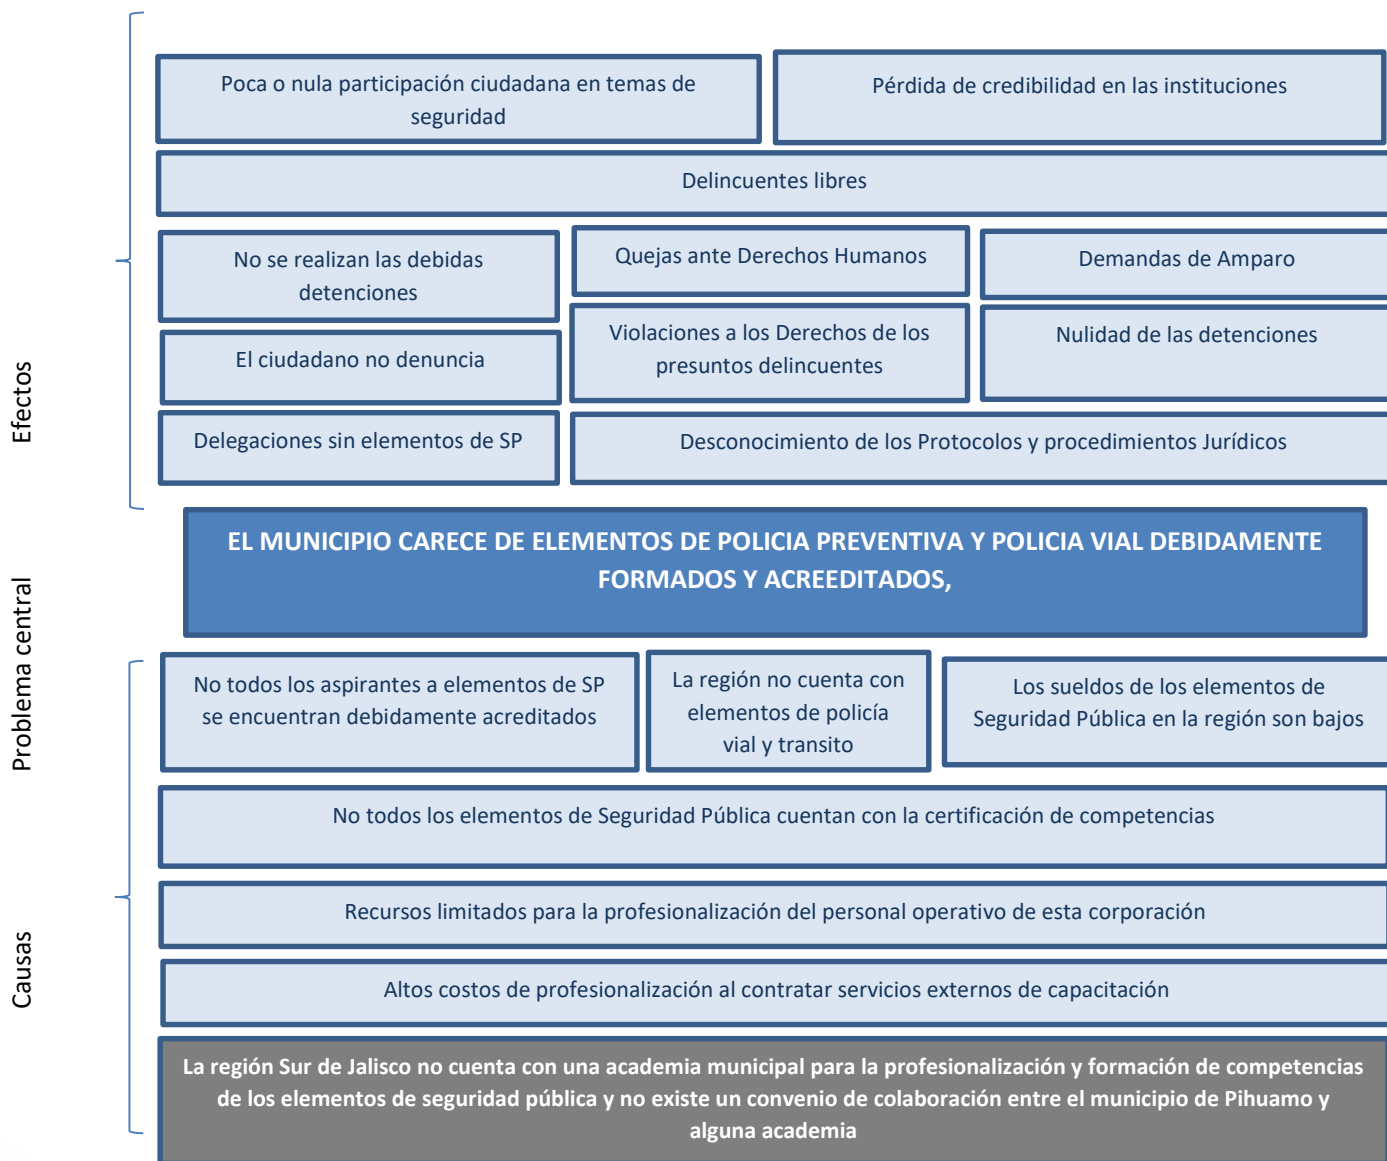 Poca o nula participación ciudadana en temas de
seguridad
Pérdida de credibilidad en las instituciones
Delincuentes libres
No se realizan las debidas
detenciones
Quejas ante Derechos Humanos
Demandas de Amparo
El ciudadano no denuncia
Violaciones a los Derechos de los
presuntos delincuentes
Nulidad de las detenciones
Delegaciones sin elementos de SP
Desconocimiento de los Protocolos y procedimientos Jurídicos
Efectos
EL MUNICIPIO CARECE DE ELEMENTOS DE POLICIA PREVENTIVA Y POLICIA VIAL DEBIDAMENTE
FORMADOS Y ACREEDITADOS,
Problema central
No todos los aspirantes a elementos de SP
se encuentran debidamente acreditados
La región no cuenta con
elementos de policía
vial y transito
Los sueldos de los elementos de
Seguridad Pública en la región son bajos
No todos los elementos de Seguridad Pública cuentan con la certificación de competencias
Recursos limitados para la profesionalización del personal operativo de esta corporación
Altos costos de profesionalización al contratar servicios externos de capacitación
Causas
La región Sur de Jalisco no cuenta con una academia municipal para la profesionalización y formación de competencias
de los elementos de seguridad pública y no existe un convenio de colaboración entre el municipio de Pihuamo y
alguna academia